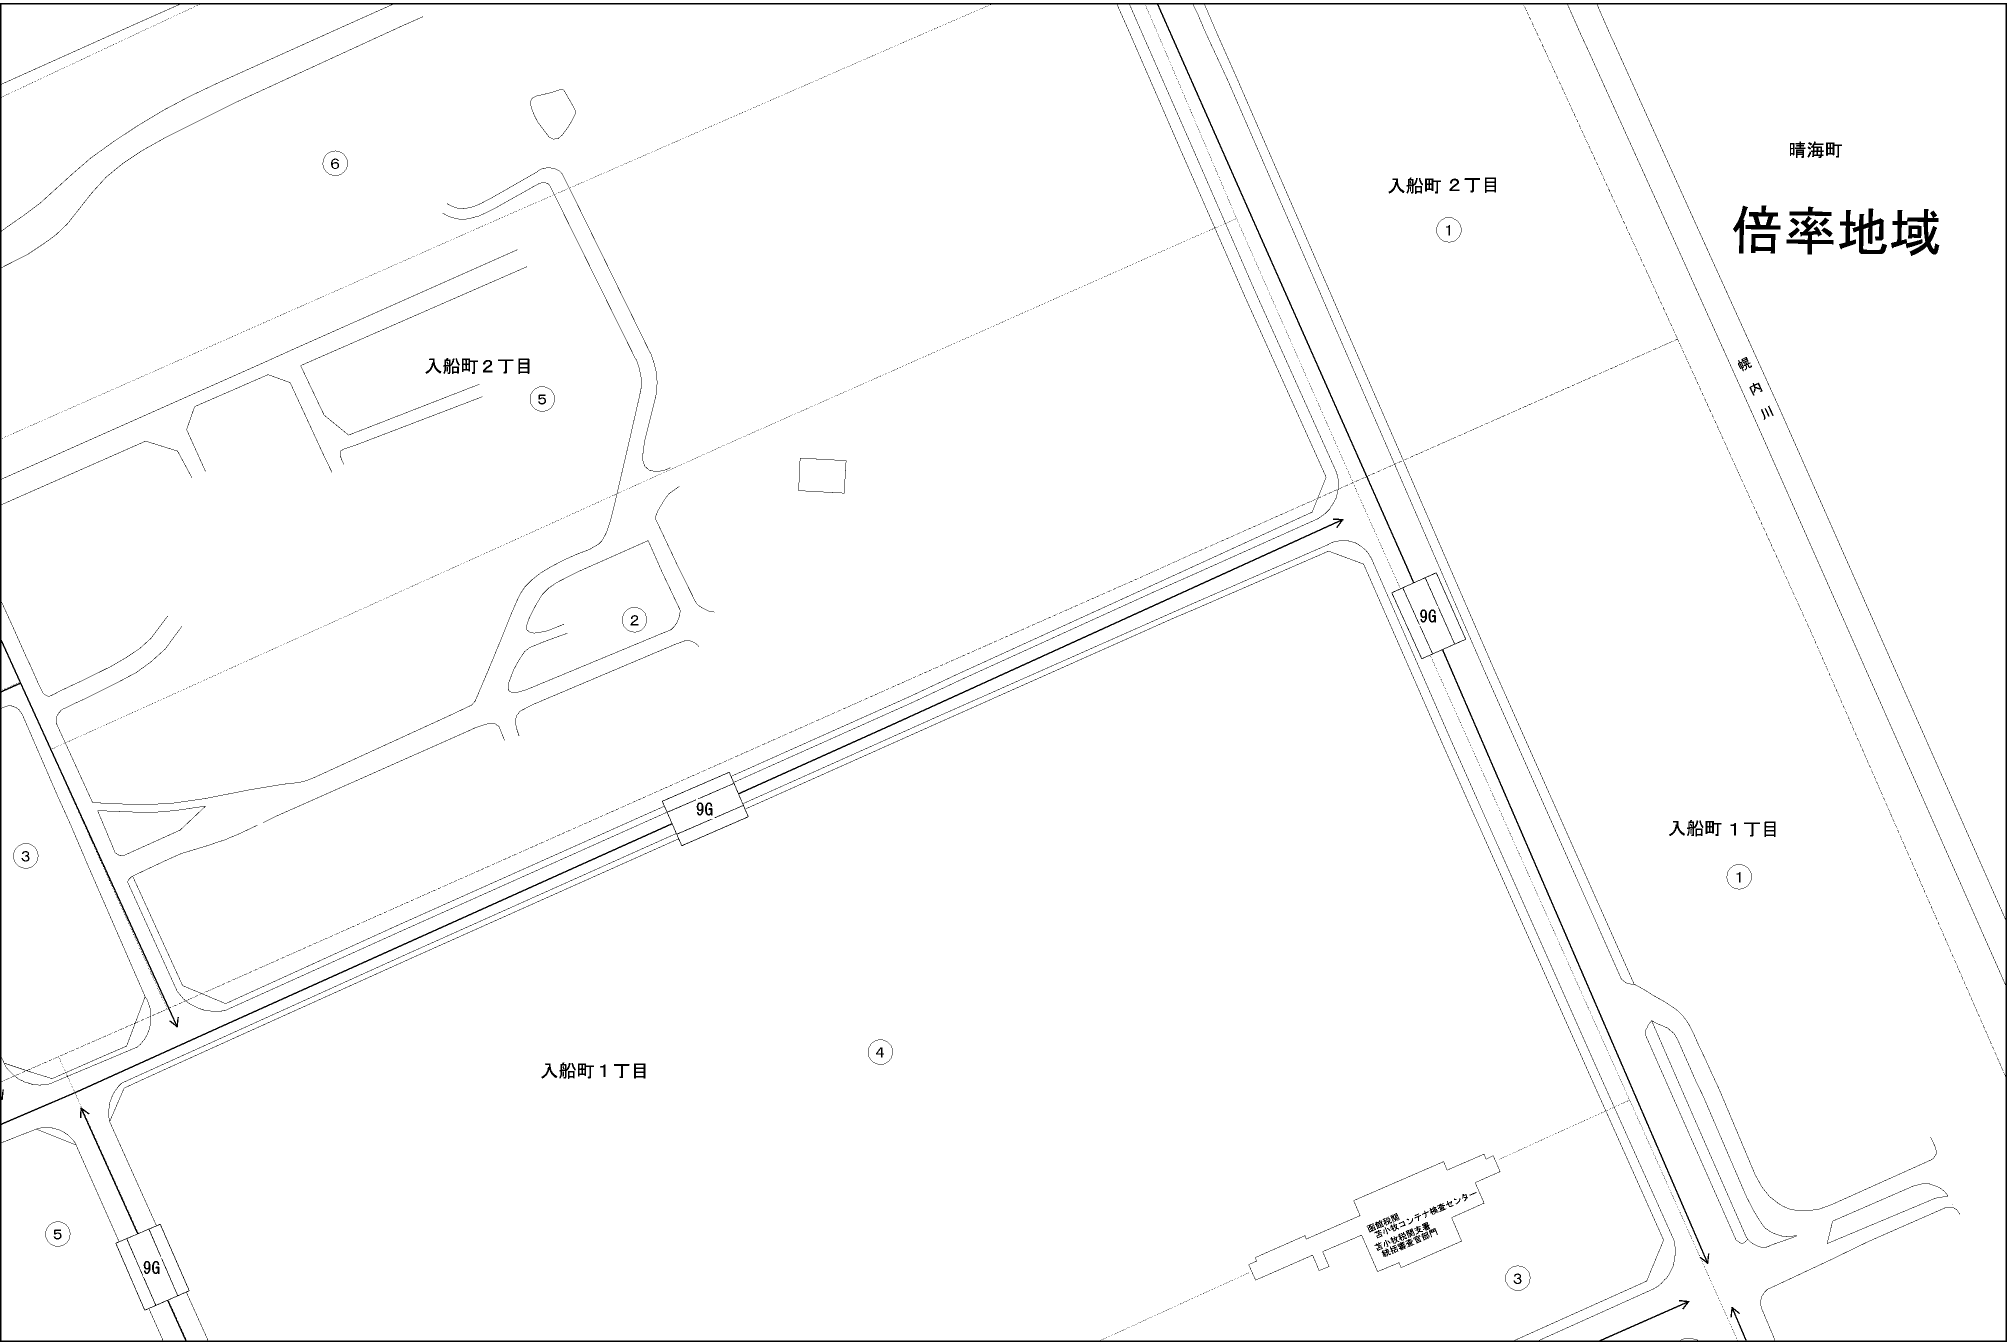 晴海町
⑥
入船町 2丁目
①
倍率地域
入船町2丁目
⑤
幌内川
9G
②
9G
入船町 1丁目
①
③
④
入船町1丁目
函館税関
苫小牧コンテナ検査センター
苫小牧税関支署
統括審査官部門
⑤
9G
③